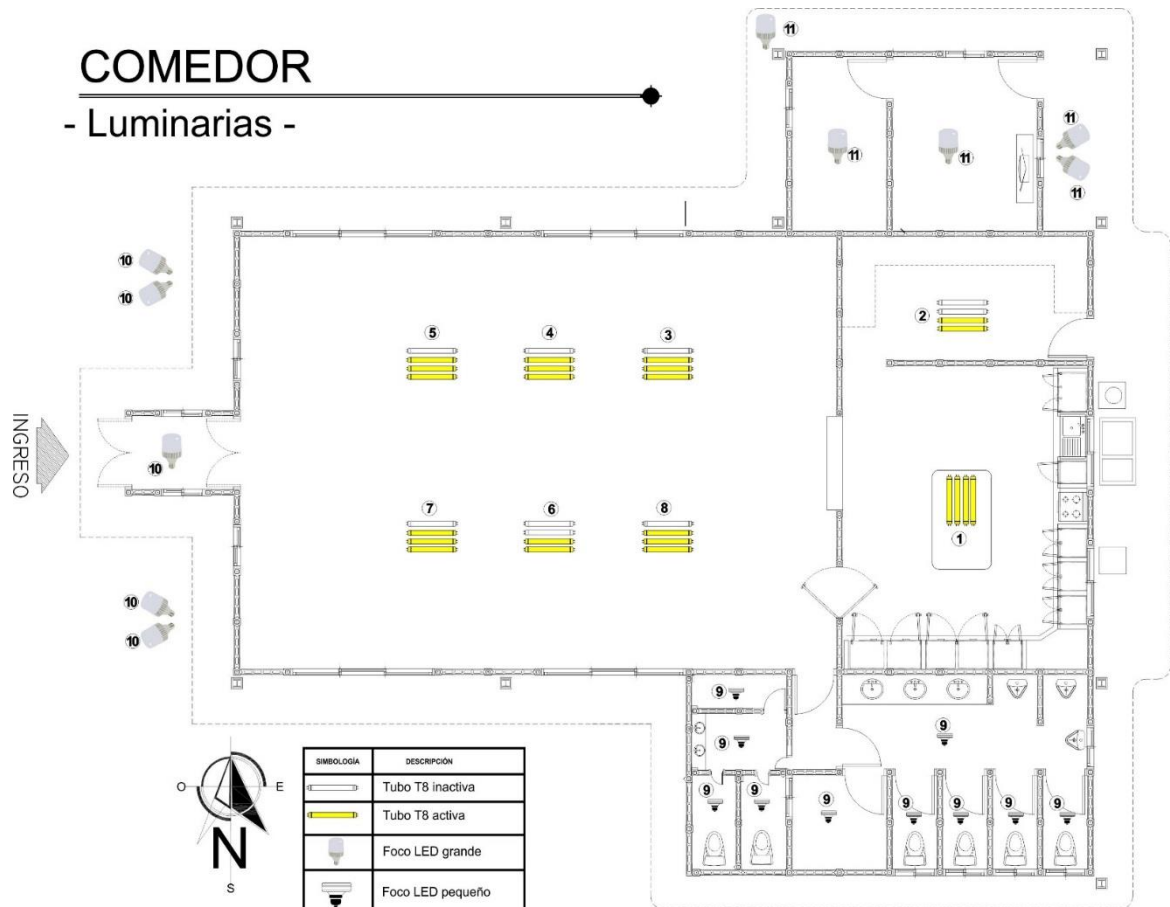 COMEDOR
- Luminarias -
11
11
11
11
11
10
10
5
4
3
2
INGRESO
10
7
6
8
1
10
10
9
9
9
9
9
9
9
9
9
9
O
E
N
S
SIMBOLOGÍA DESCRIPCIÓN
Tubo T8 inactiva
Tubo T8 activa
Foco LED grande
Foco LED pequeño